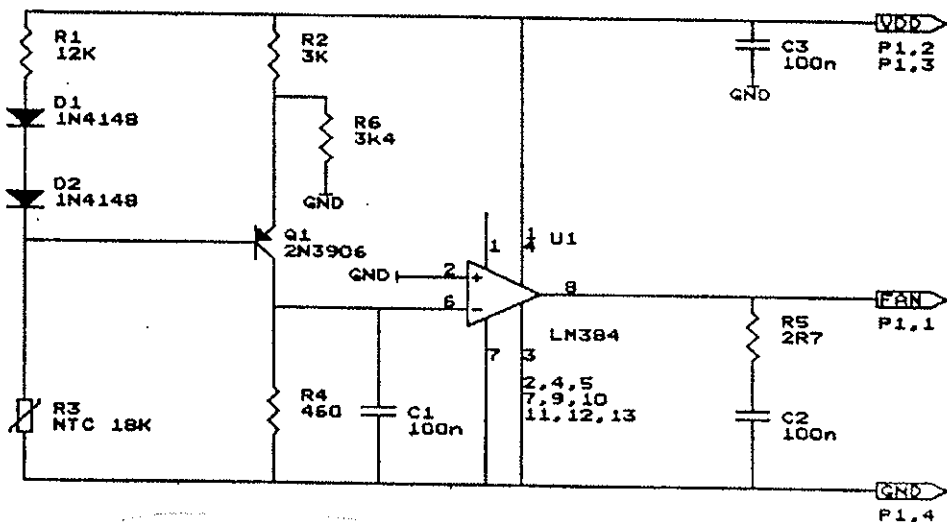 R1
12K
R2
3K
C3
100n
GND
VDD
P1,2
P1,3
D1
1N4148
R6
3K4
GND
D2
1N4148
Q1
2N3906
1
1
4
U1
GND
2
+
6
-
8
7
3
LM384
2,4,5
7,9,10
11,12,13
FAN
P1,1
R5
2R7
R3
NTC 18K
R4
460
C1
100n
C2
100n
GND
P1,4